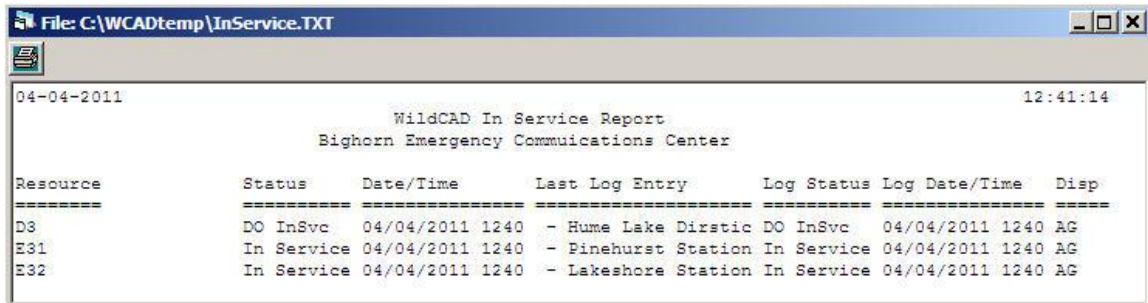 File: C:\WCADtemp\InService.TXT
04-04-2011 12:41:14
WildCAD In Service Report
Bighorn Emergency Commuications Center
Resource Status Date/Time Last Log Entry Log Status Log Date/Time Disp
======== ========== =============== ==================== ========== =============== =====
D3 DO InSvc 04/04/2011 1240 - Hume Lake Dirstic DO InSvc 04/04/2011 1240 AG
E31 In Service 04/04/2011 1240 - Pinehurst Station In Service 04/04/2011 1240 AG
E32 In Service 04/04/2011 1240 - Lakeshore Station In Service 04/04/2011 1240 AG